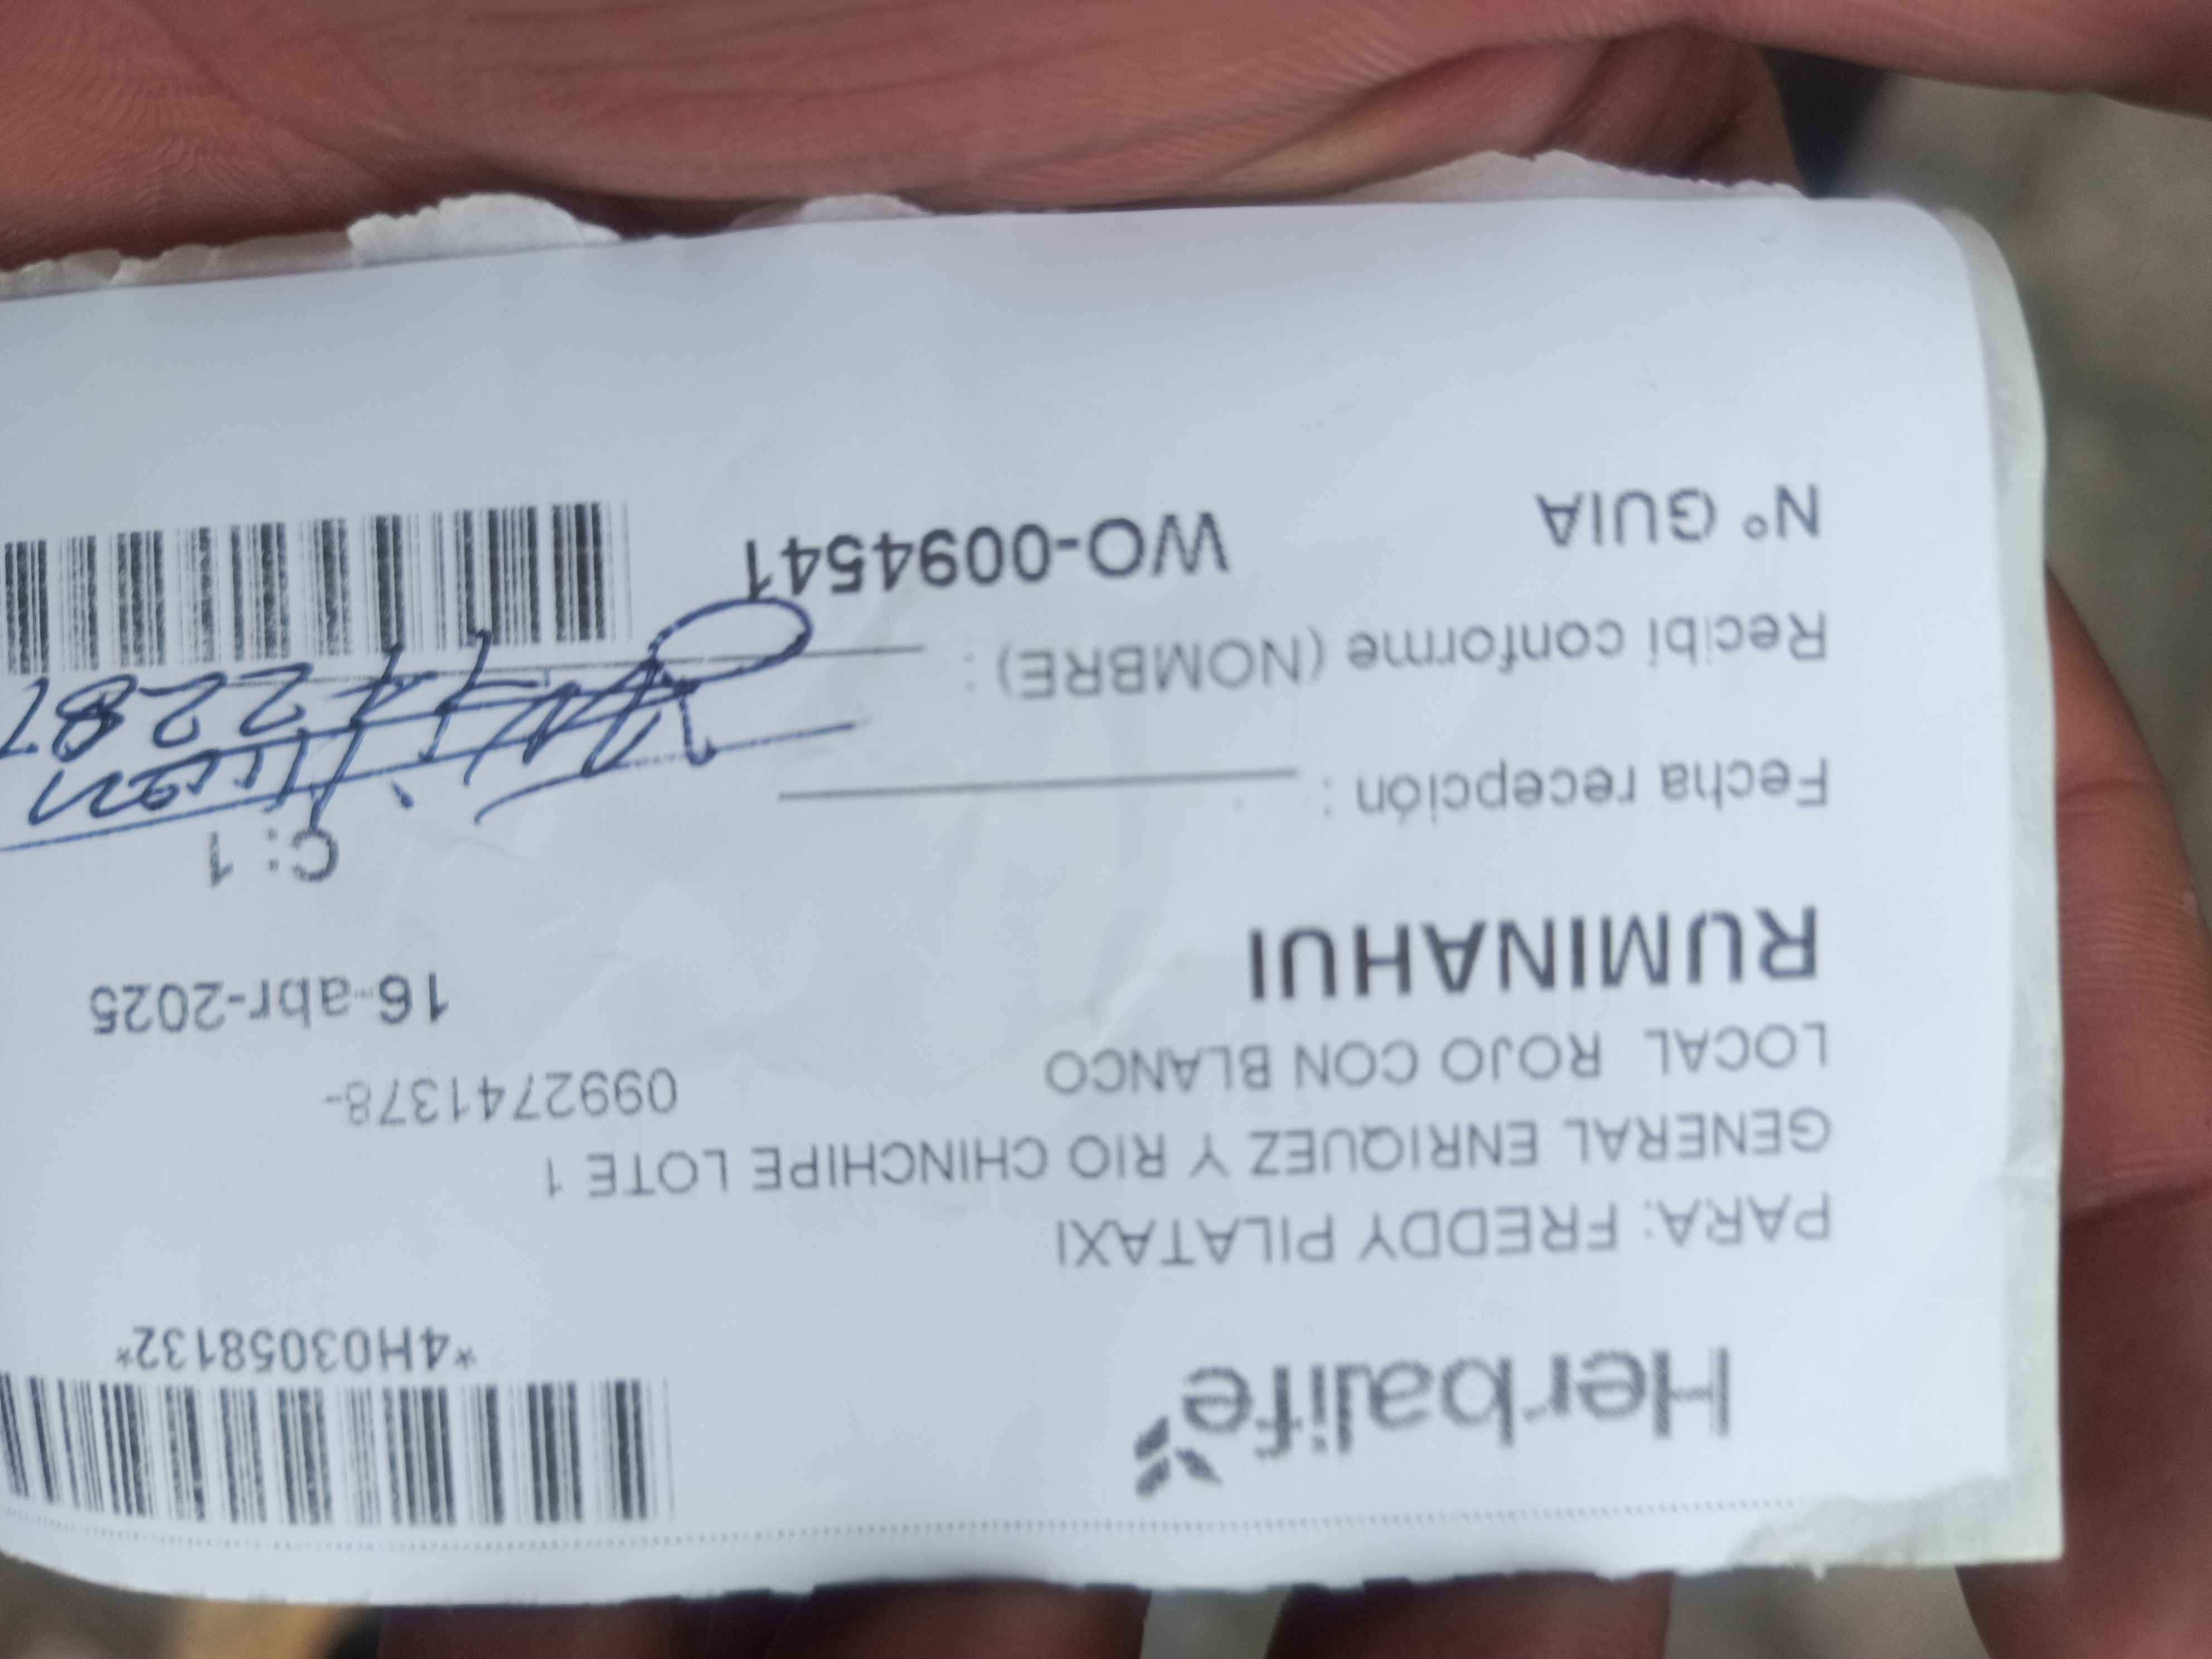 Herbalife
*4H03058132*
PARA: FREDDY PILATAXI
GENERAL ENRIQUEZ Y RIO CHINCHIPE LOTE 1
LOCAL ROJO CON BLANCO 0992741378-
RUMINAHUI 16-abr-2025
C: 1
Fecha recepción :
Recibi conforme (NOMBRE) :
Nº GUIA WO-0094541